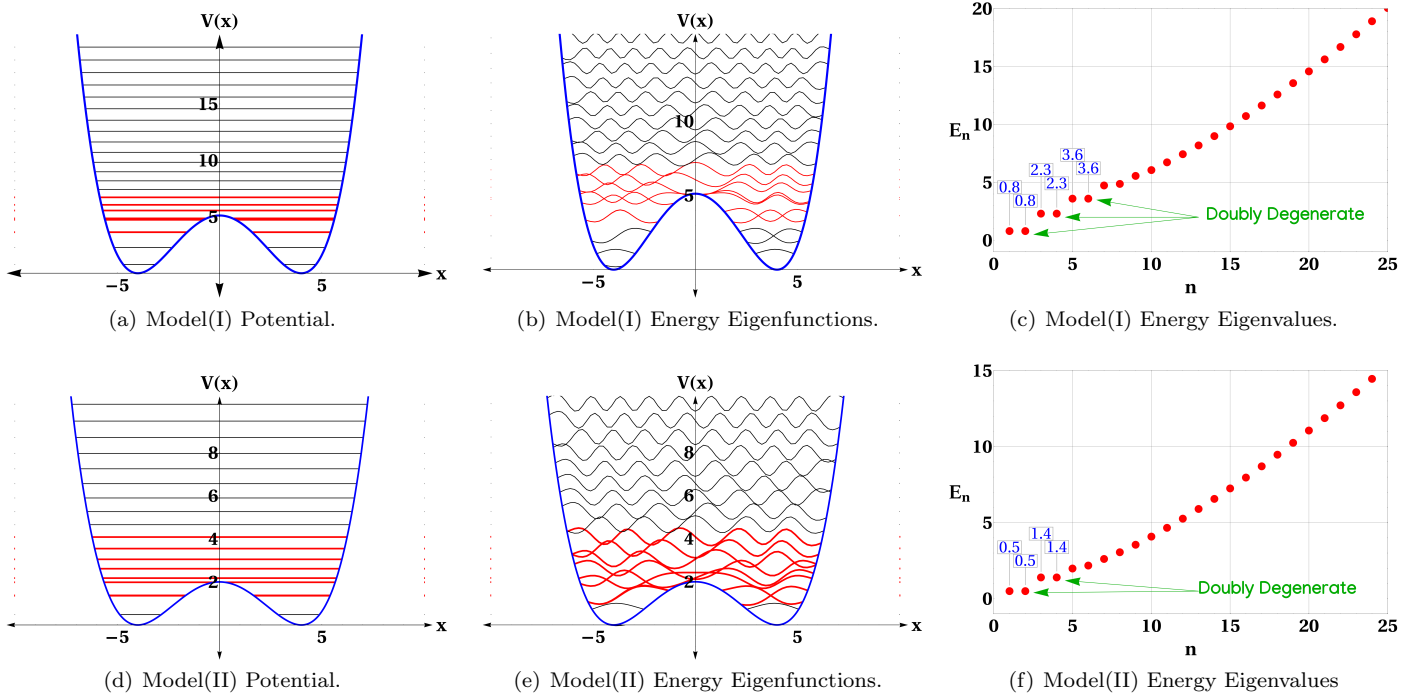 V(x)
15
10
5
−5
5
x
(a) Model(I) Potential.
V(x)
10
5
−5
5
x
(b) Model(I) Energy Eigenfunctions.
20
15
10
5
0
Eₙ
0.8
0.8
2.3
2.3
3.6
3.6
Doubly Degenerate
0 5 10 15 20 25
n
(c) Model(I) Energy Eigenvalues.
V(x)
8
6
4
2
−5
5
x
(d) Model(II) Potential.
V(x)
8
6
4
2
−5
5
x
(e) Model(II) Energy Eigenfunctions.
15
10
5
0
Eₙ
0.5
0.5
1.4
1.4
Doubly Degenerate
0 5 10 15 20 25
n
(f) Model(II) Energy Eigenvalues